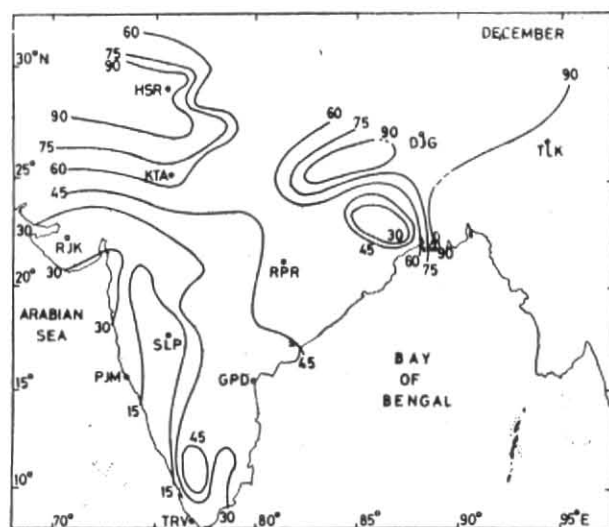 DECEMBER
60
30°N
75
90
90
HSR
90
60
75
90
DJG
TLK
75
25°
KTA
60
45
30
RJK
30
45
60
90
75
20°
30
RPR
ARABIAN
SEA
30
SLP
45
BAY
OF
BENGAL
PJM
GPD
15°
15
45
10°
15
30
TRV
70°
80°
85°
90°
95°E